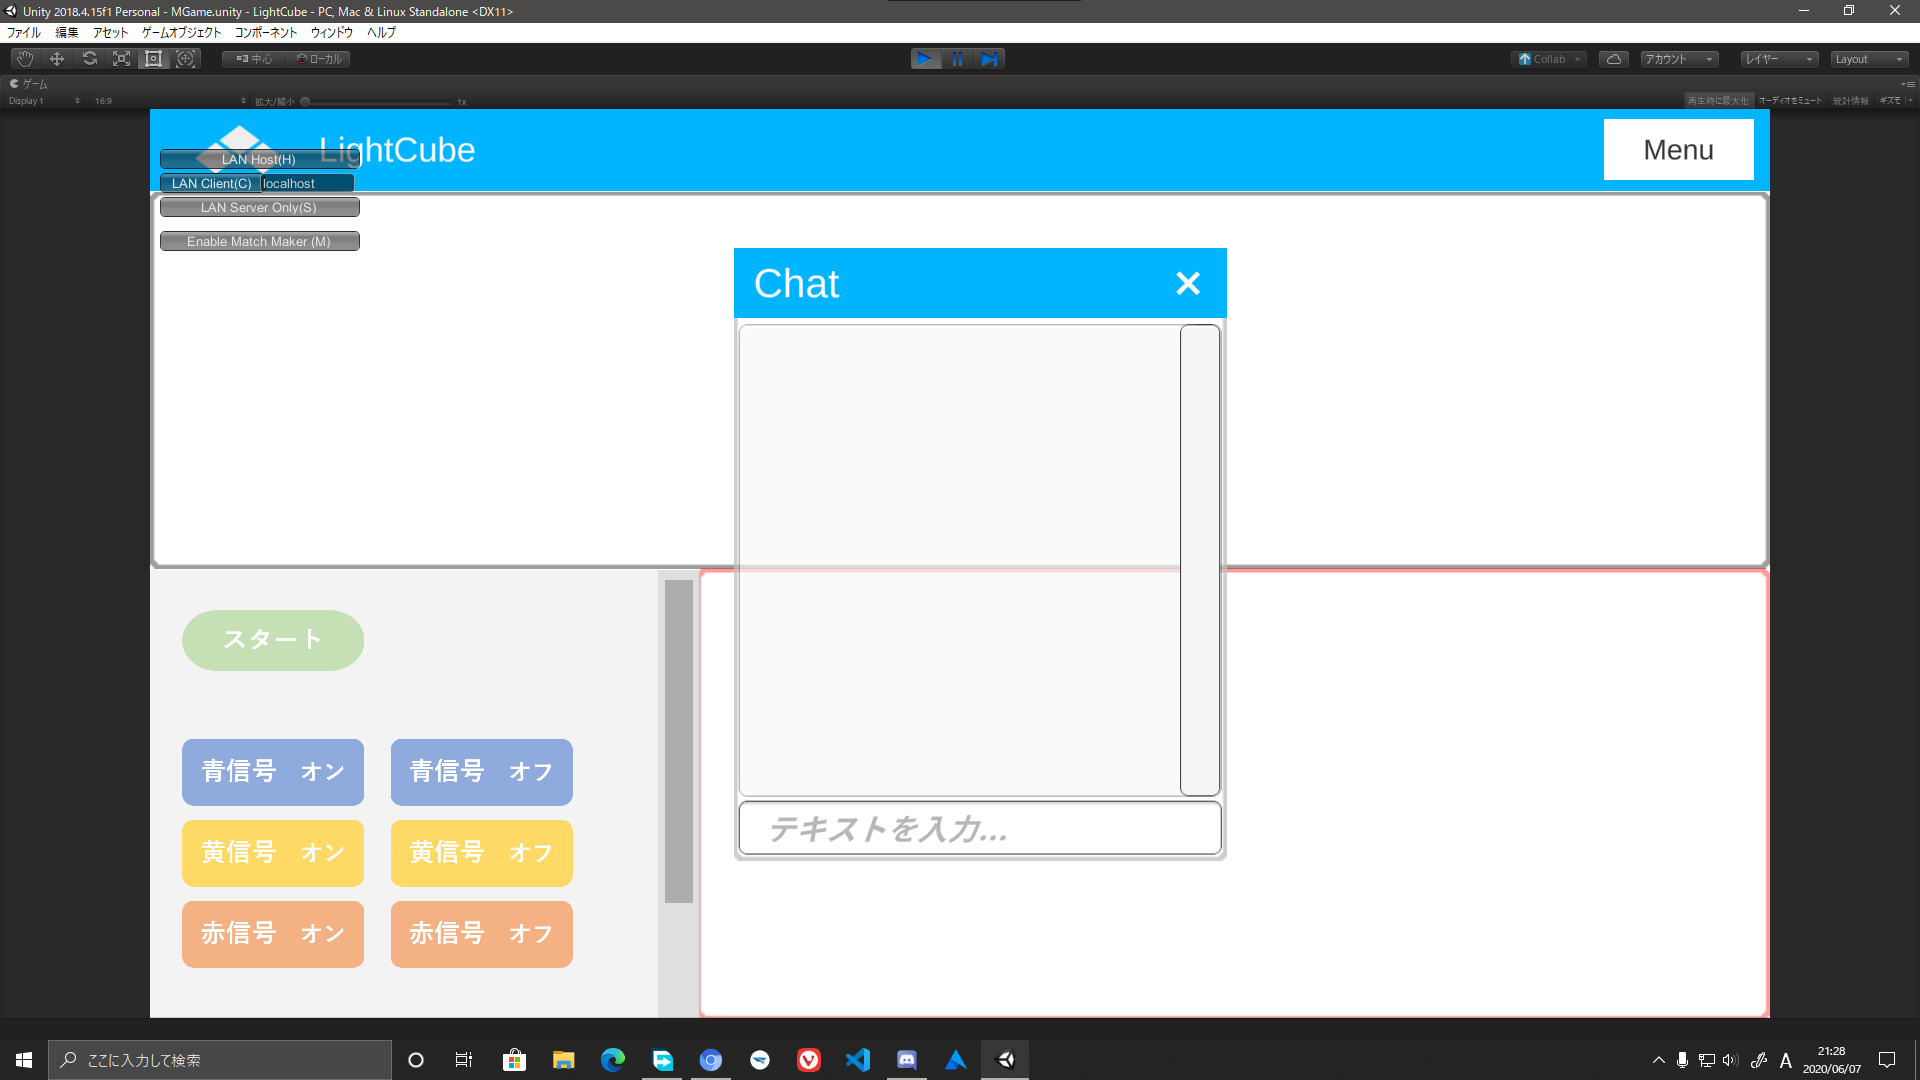 Unity 2018.4.15f1 Personal - MGame.unity - LightCube - PC, Mac & Linux Standalone <DX11>
ファイル 編集 アセット ゲームオブジェクト コンポーネント ウィンドウ ヘルプ
中心 ローカル Collab アカウント レイヤー Layout
ゲーム
Display 1 16:9 拡大/縮小 1x 再生時に最大化 オーディオをミュート 統計情報 ギズモ
LightCube
Menu
LAN Host(H)
LAN Client(C) localhost
LAN Server Only(S)
Enable Match Maker (M)
Chat
テキストを入力...
スタート
青信号 オン 青信号 オフ
黄信号 オン 黄信号 オフ
赤信号 オン 赤信号 オフ
ここに入力して検索
A
21:28
2020/06/07